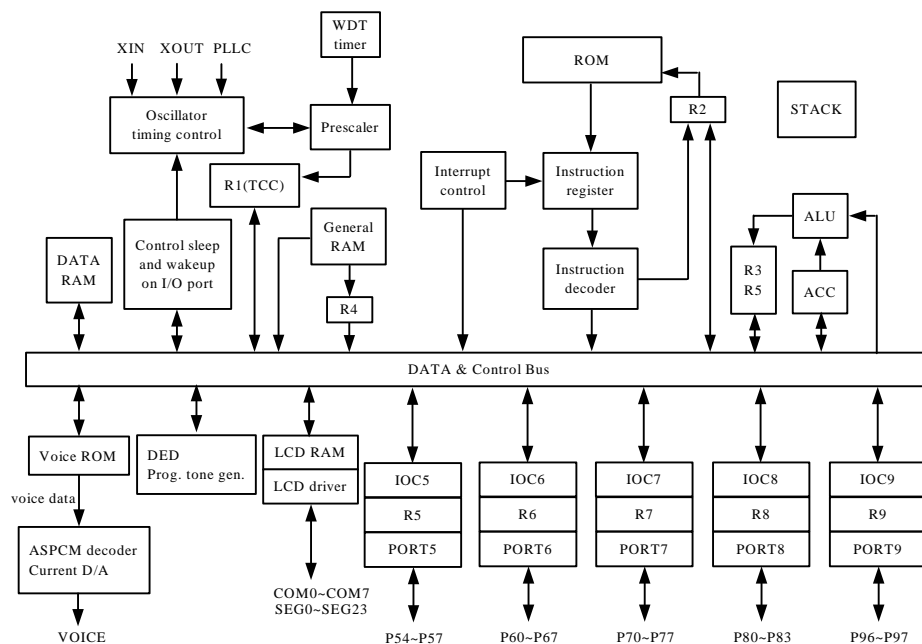 WDT
timer
XIN
XOUT
PLLC
ROM
Oscillator
timing control
Prescaler
R2
STACK
R1(TCC)
Interrupt
control
Instruction
register
General
RAM
ALU
DATA
RAM
Control sleep
and wakeup
on I/O port
Instruction
decoder
R3
R5
ACC
R4
DATA & Control Bus
Voice ROM
DED
Prog. tone gen.
LCD RAM
LCD driver
IOC5
IOC6
IOC7
IOC8
IOC9
voice data
R5
R6
R7
R8
R9
ASPCM decoder
Current D/A
PORT5
PORT6
PORT7
PORT8
PORT9
COM0~COM7
SEG0~SEG23
VOICE
P54~P57
P60~P67
P70~P77
P80~P83
P96~P97